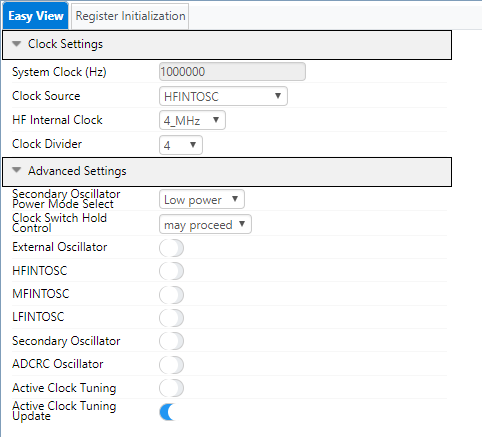 Easy View
Register Initialization
Clock Settings
System Clock (Hz) 1000000
Clock Source HFINTOSC
HF Internal Clock 4_MHz
Clock Divider 4
Advanced Settings
Secondary Oscillator
Power Mode Select Low power
Clock Switch Hold
Control may proceed
External Oscillator
HFINTOSC
MFINTOSC
LFINTOSC
Secondary Oscillator
ADCRC Oscillator
Active Clock Tuning
Active Clock Tuning
Update